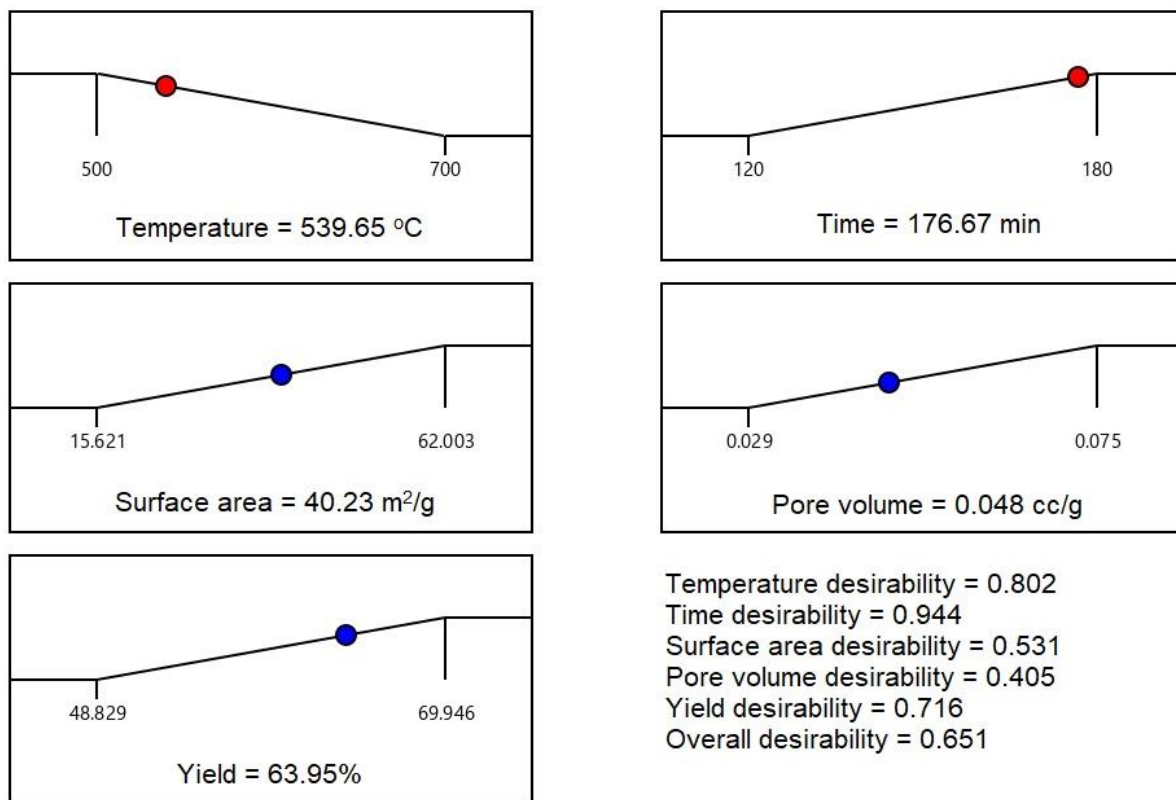 500
700
Temperature = 539.65 ºC
120
180
Time = 176.67 min
15.621
62.003
Surface area = 40.23 m²/g
0.029
0.075
Pore volume = 0.048 cc/g
48.829
69.946
Yield = 63.95%
Temperature desirability = 0.802
Time desirability = 0.944
Surface area desirability = 0.531
Pore volume desirability = 0.405
Yield desirability = 0.716
Overall desirability = 0.651